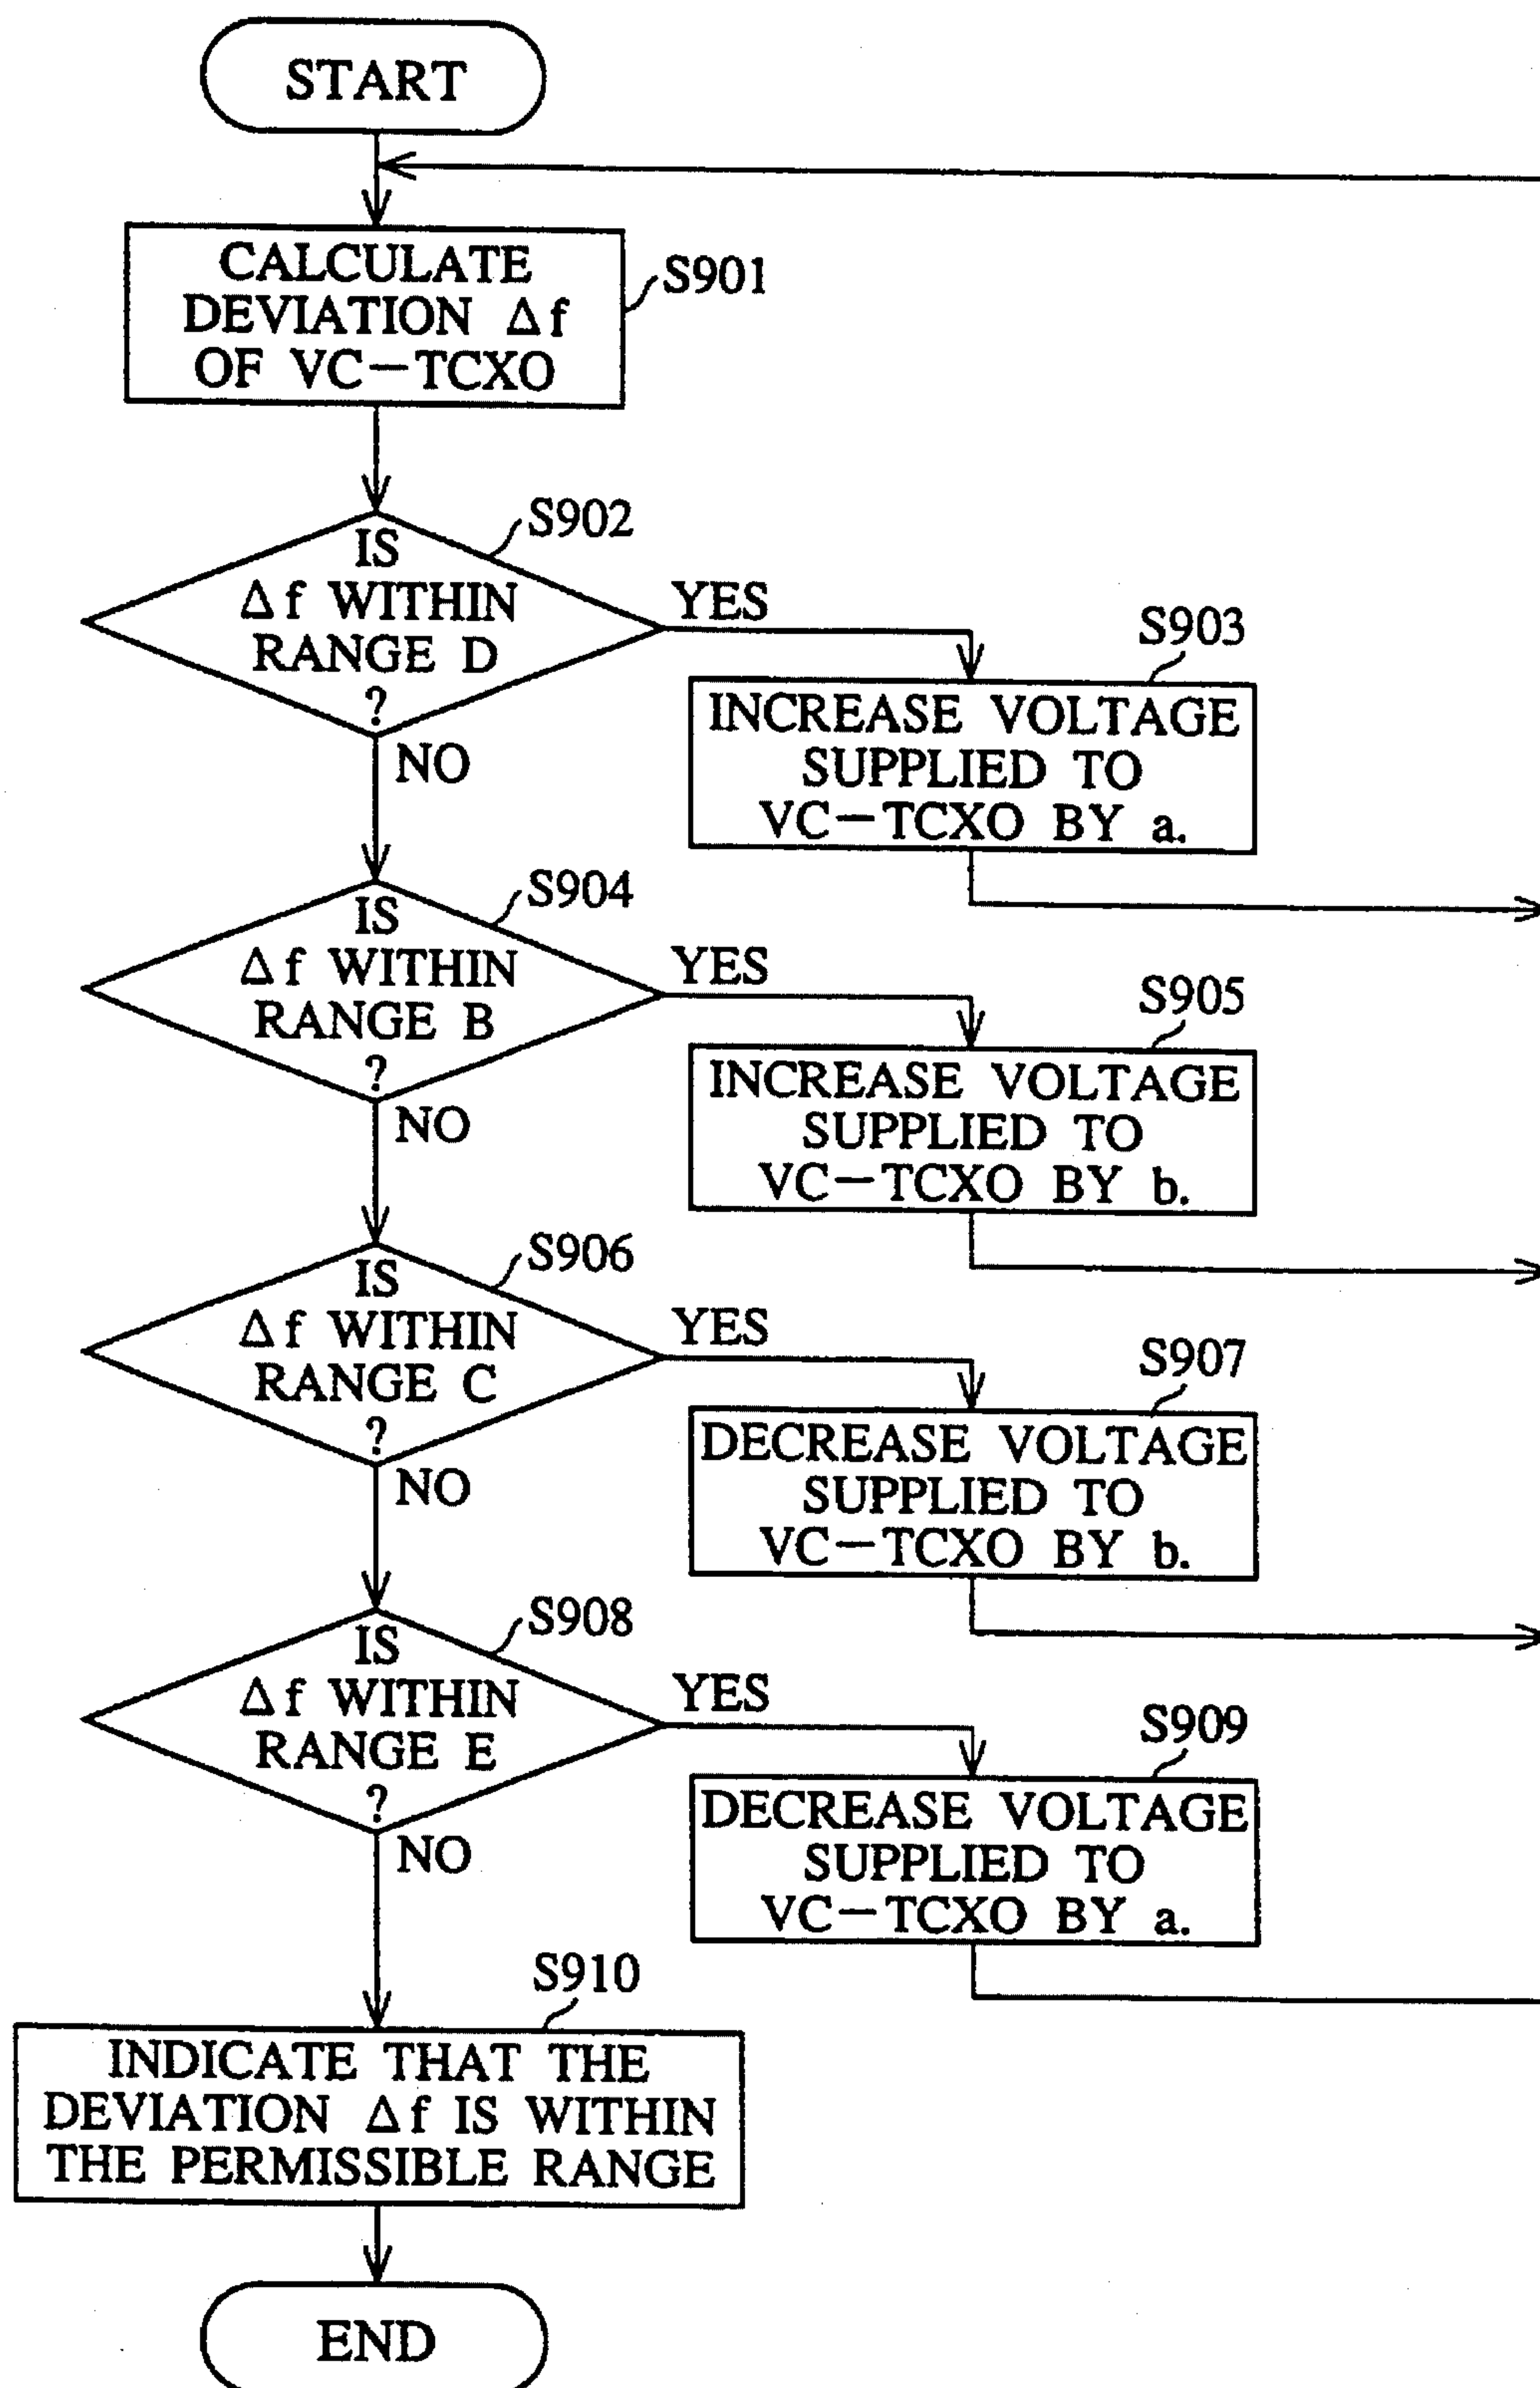 START
CALCULATE
DEVIATION Δf
OF VC-TCXO
S901
S902
IS
Δf WITHIN
RANGE D
?
YES
NO
S903
INCREASE VOLTAGE
SUPPLIED TO
VC-TCXO BY a.
S904
IS
Δf WITHIN
RANGE B
?
YES
NO
S905
INCREASE VOLTAGE
SUPPLIED TO
VC-TCXO BY b.
S906
IS
Δf WITHIN
RANGE C
?
YES
NO
S907
DECREASE VOLTAGE
SUPPLIED TO
VC-TCXO BY b.
S908
IS
Δf WITHIN
RANGE E
?
YES
NO
S909
DECREASE VOLTAGE
SUPPLIED TO
VC-TCXO BY a.
S910
INDICATE THAT THE
DEVIATION Δf IS WITHIN
THE PERMISSIBLE RANGE
END